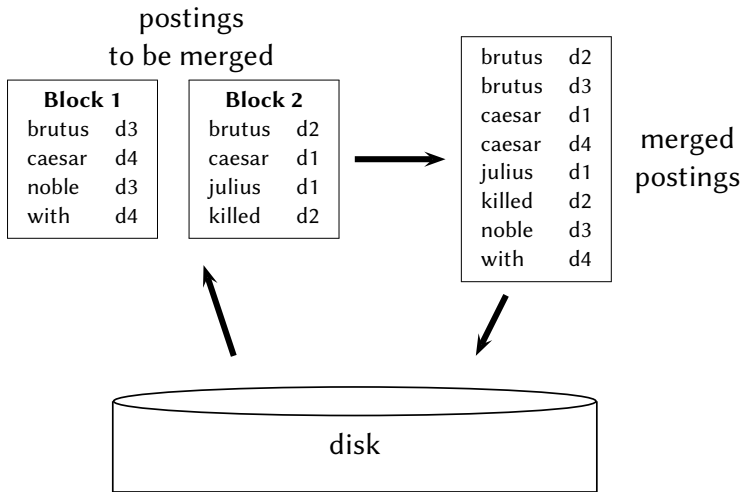 postings
to be merged
Block 1
brutus d3
caesar d4
noble d3
with d4
Block 2
brutus d2
caesar d1
julius d1
killed d2
brutus d2
brutus d3
caesar d1
caesar d4
julius d1
killed d2
noble d3
with d4
merged
postings
disk